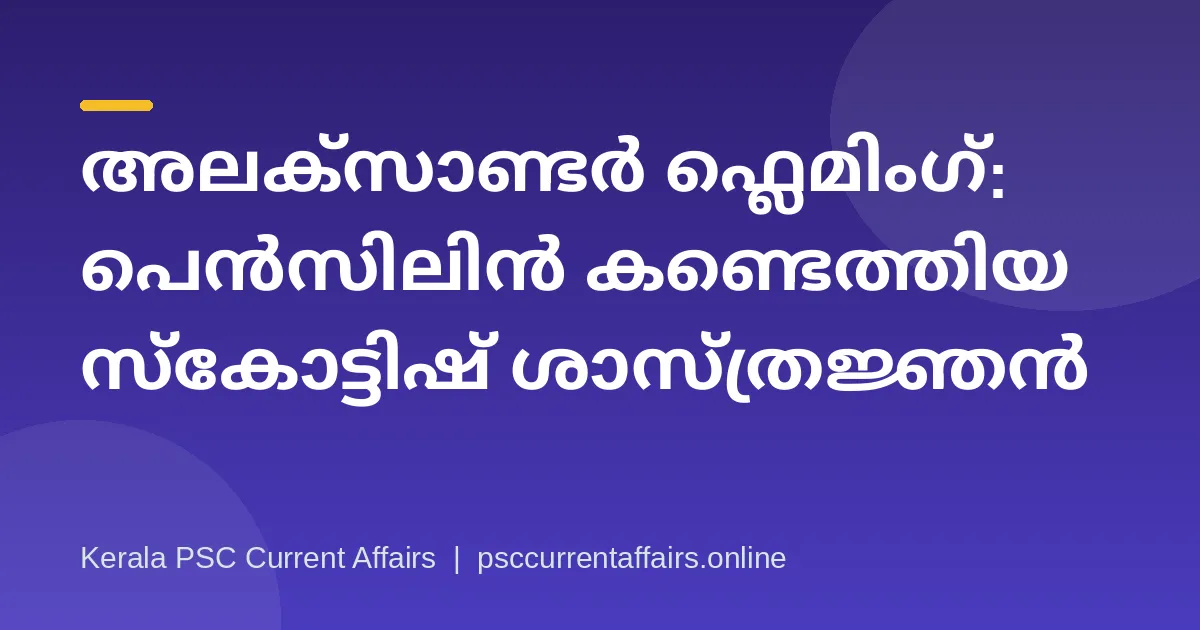 അലക്സാണ്ടർ ഫ്ലെമിംഗ്:
പെൻസിലിൻ കണ്ടെത്തിയ
സ്കോട്ടിഷ് ശാസ്ത്രജ്ഞൻ
Kerala PSC Current Affairs | psccurrentaffairs.online